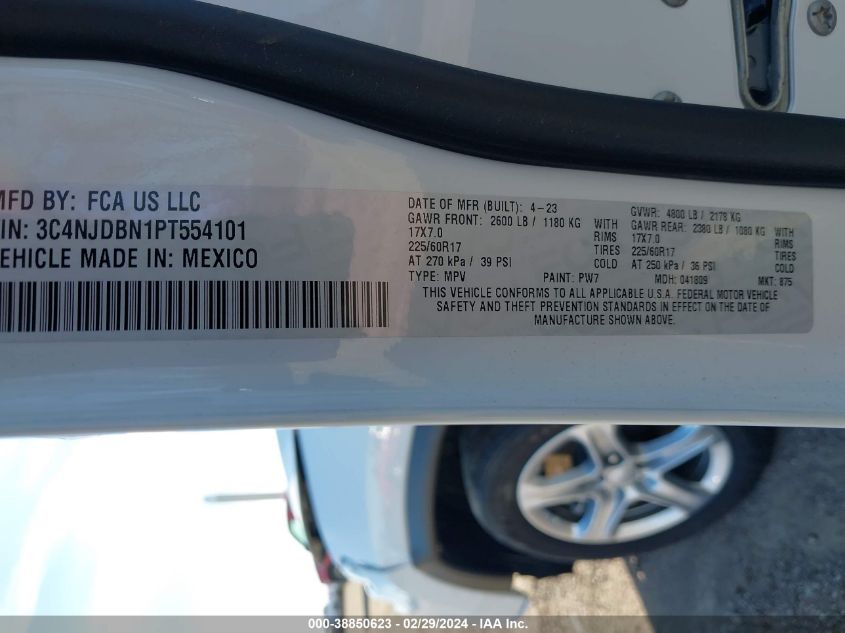 MFD BY: FCA US LLC
IN: 3C4NJDBN1PT554101
VEHICLE MADE IN: MEXICO
DATE OF MFR (BUILT): 4-23
GAWR FRONT: 2600 LB / 1180 KG WITH
17X7.0 RIMS
225/60R17 TIRES
AT 270 kPa / 39 PSI COLD
TYPE: MPV PAINT: PW7
GVWR: 4800 LB / 2178 KG
GAWR REAR: 2380 LB / 1080 KG WITH
17X7.0 RIMS
225/60R17 TIRES
AT 250 kPa / 36 PSI COLD
MDH: 041809 MKT: 875
THIS VEHICLE CONFORMS TO ALL APPLICABLE U.S.A. FEDERAL MOTOR VEHICLE
SAFETY AND THEFT PREVENTION STANDARDS IN EFFECT ON THE DATE OF
MANUFACTURE SHOWN ABOVE.
000-38850623 - 02/29/2024 - IAA Inc.